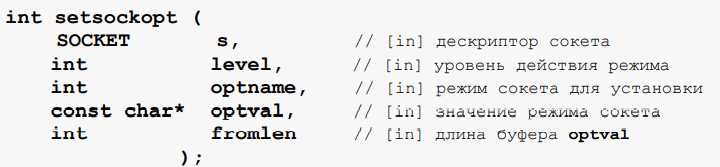 int setsockopt (
SOCKET s, // [in] дескриптор сокета
int level, // [in] уровень действия режима
int optname, // [in] режим сокета для установки
const char* optval, // [in] значение режима сокета
int fromlen // [in] длина буфера optval
);